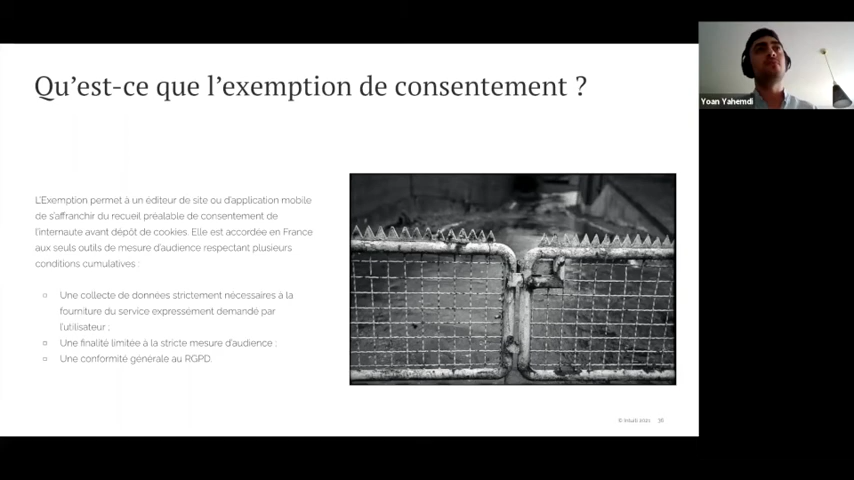 Qu’est-ce que l’exemption de consentement ?
Yoan Yahemdi
L’Exemption permet à un éditeur de site ou d’application mobile
de s’affranchir du recueil préalable de consentement de
l’internaute avant dépôt de cookies. Elle est accordée en France
aux seuls outils de mesure d’audience respectant plusieurs
conditions cumulatives :
Une collecte de données strictement nécessaires à la
fourniture du service expressément demandé par
l’utilisateur ;
Une finalité limitée à la stricte mesure d’audience ;
Une conformité générale au RGPD.
36